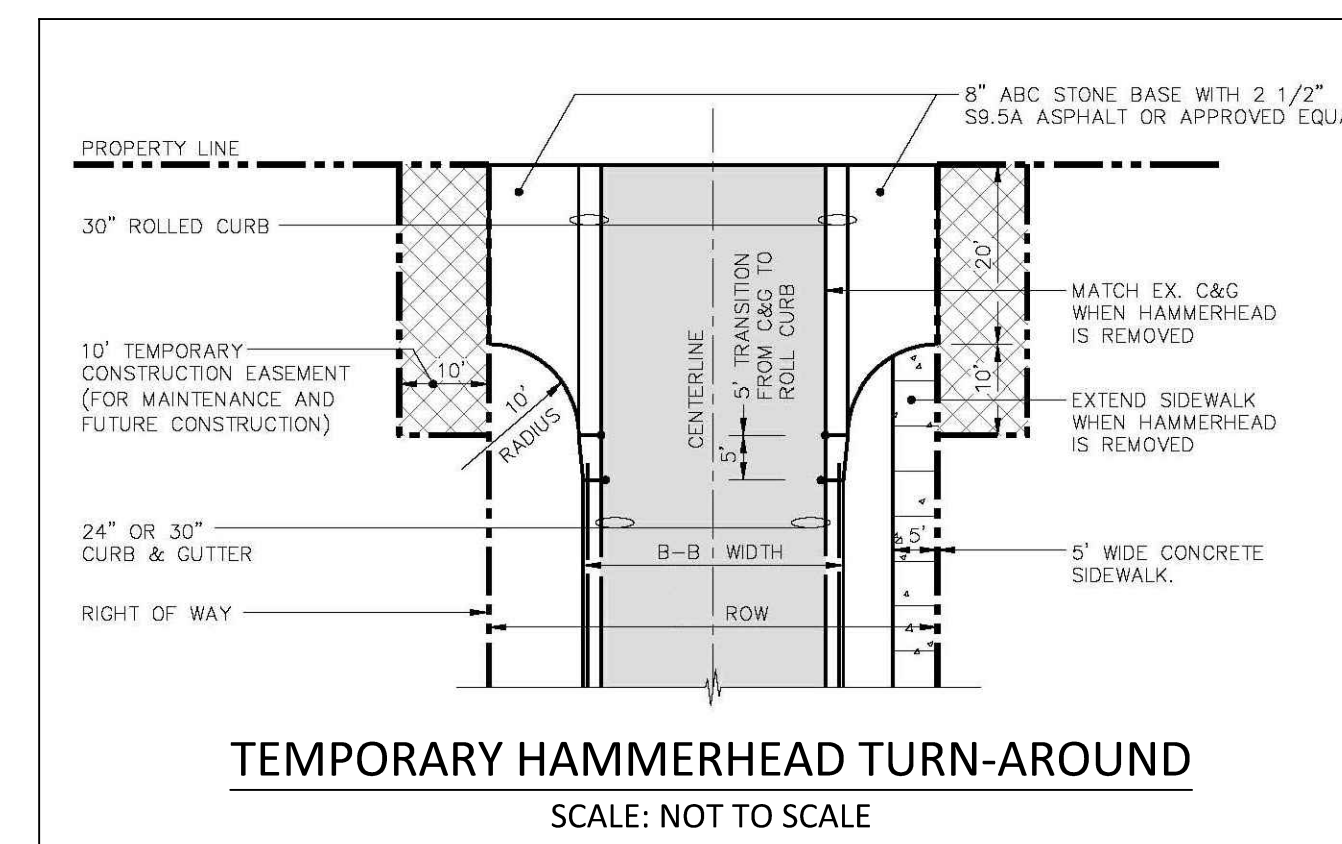 8" ABC STONE BASE WITH 2 1/2"
S9.5A ASPHALT OR APPROVED
PROPERTY LINE
30" ROLLED CURB
20'
5' TRANSITION
FROM C&G TO
ROLL CURB
CENTERLINE
MATCH EX. C&G
WHEN HAMMERHEAD
IS REMOVED
10' TEMPORARY
CONSTRUCTION EASEMENT
(FOR MAINTENANCE AND
FUTURE CONSTRUCTION)
10'
10'
RADIUS
10'
EXTEND SIDEWALK
WHEN HAMMERHEAD
IS REMOVED
5'
24" OR 30"
CURB & GUTTER
B-B WIDTH
5'
5' WIDE CONCRETE
SIDEWALK.
RIGHT OF WAY
ROW
TEMPORARY HAMMERHEAD TURN-AROUND
SCALE: NOT TO SCALE